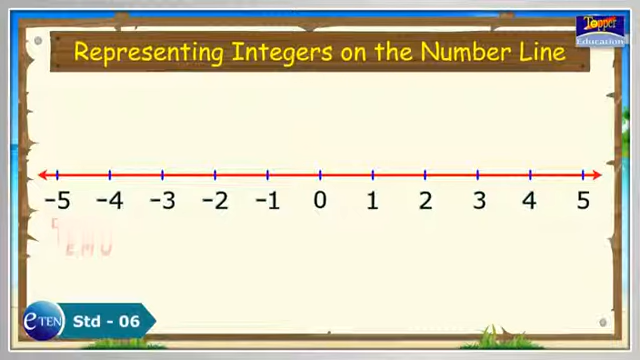 Topper
Education
Representing Integers on the Number Line
-5 -4 -3 -2 -1 0 1 2 3 4 5
eTEN
Std - 06